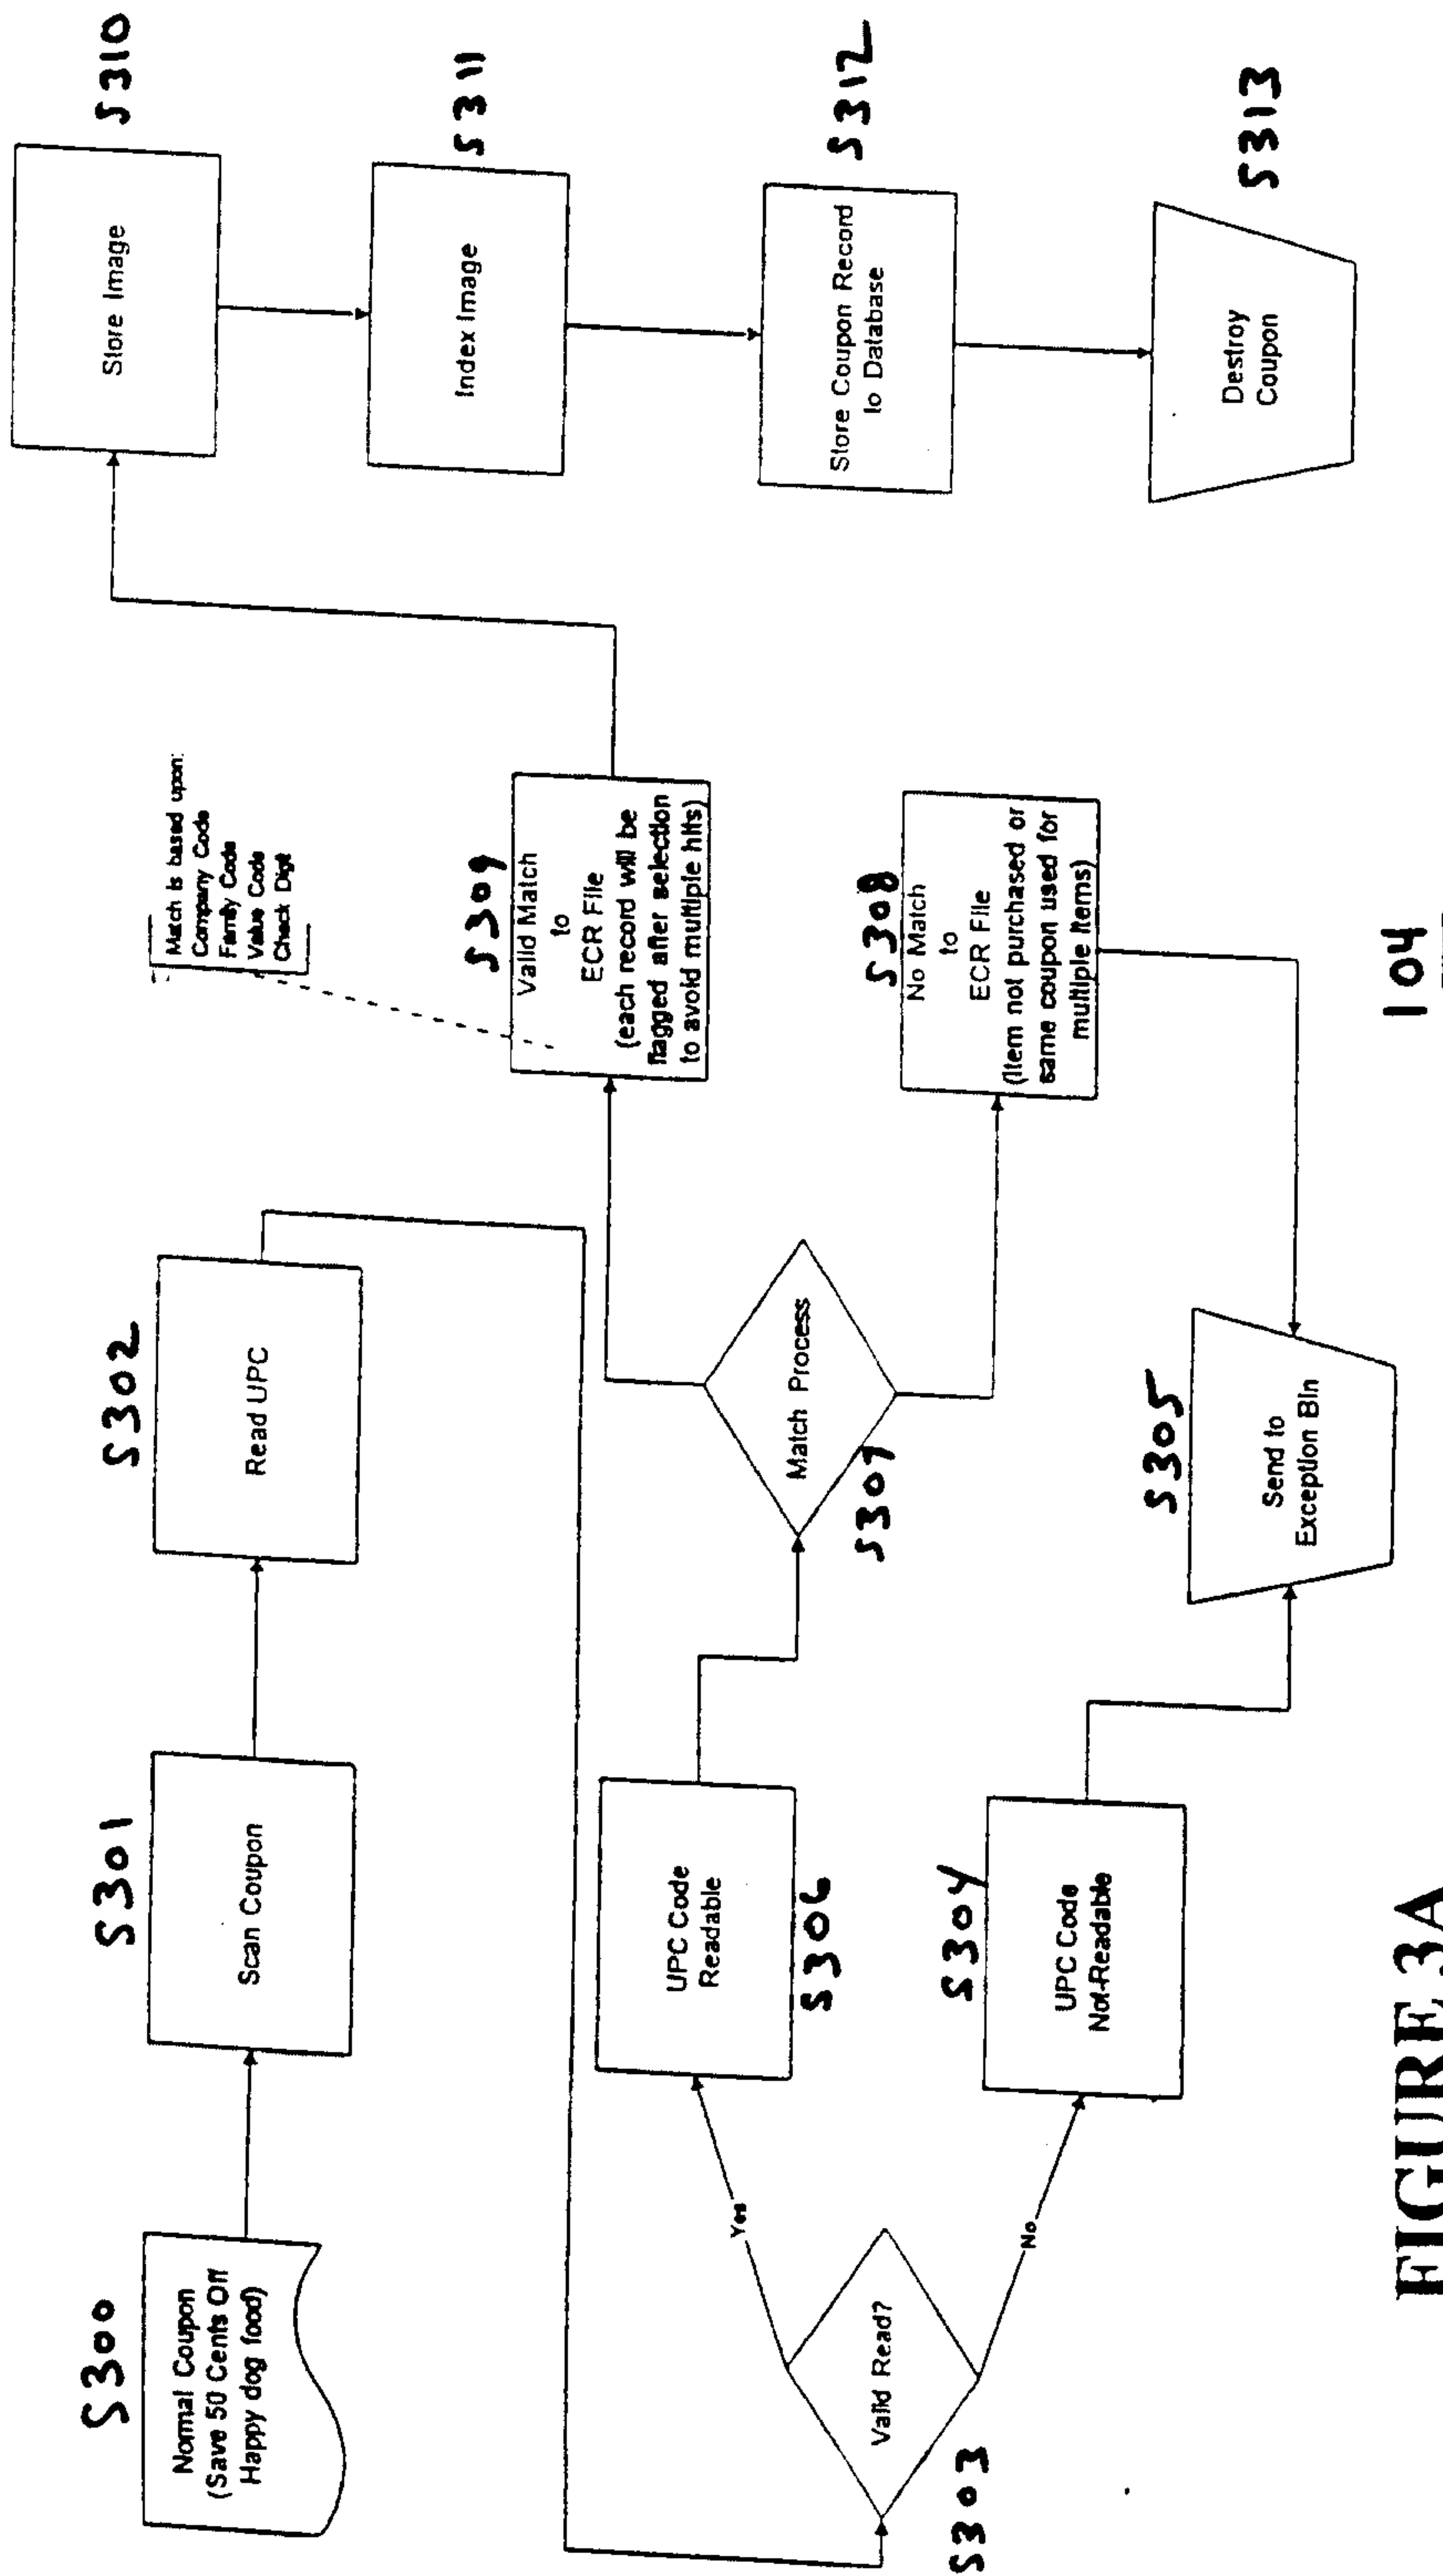 S300
Normal Coupon
(Save 50 Cents Off
Happy dog food)
S301
Scan Coupon
S302
Read UPC
S303
Valid Read?
Yes
No
UPC Code
Readable
S306
S304
UPC Code
Not-Readable
Match Process
S307
S305
Send to
Exception Bin
Match is based upon:
Company Code
Family Code
Value Code
Check Digit
S309
Valid Match
to
ECR File
(each record will be
flagged after selection
to avoid multiple hits)
S308
No Match
to
ECR File
(Item not purchased or
same coupon used for
multiple items)
Store Image
S310
Index Image
S311
Store Coupon Record
to Database
S312
Destroy
Coupon
S313
104
FIGURE 3A